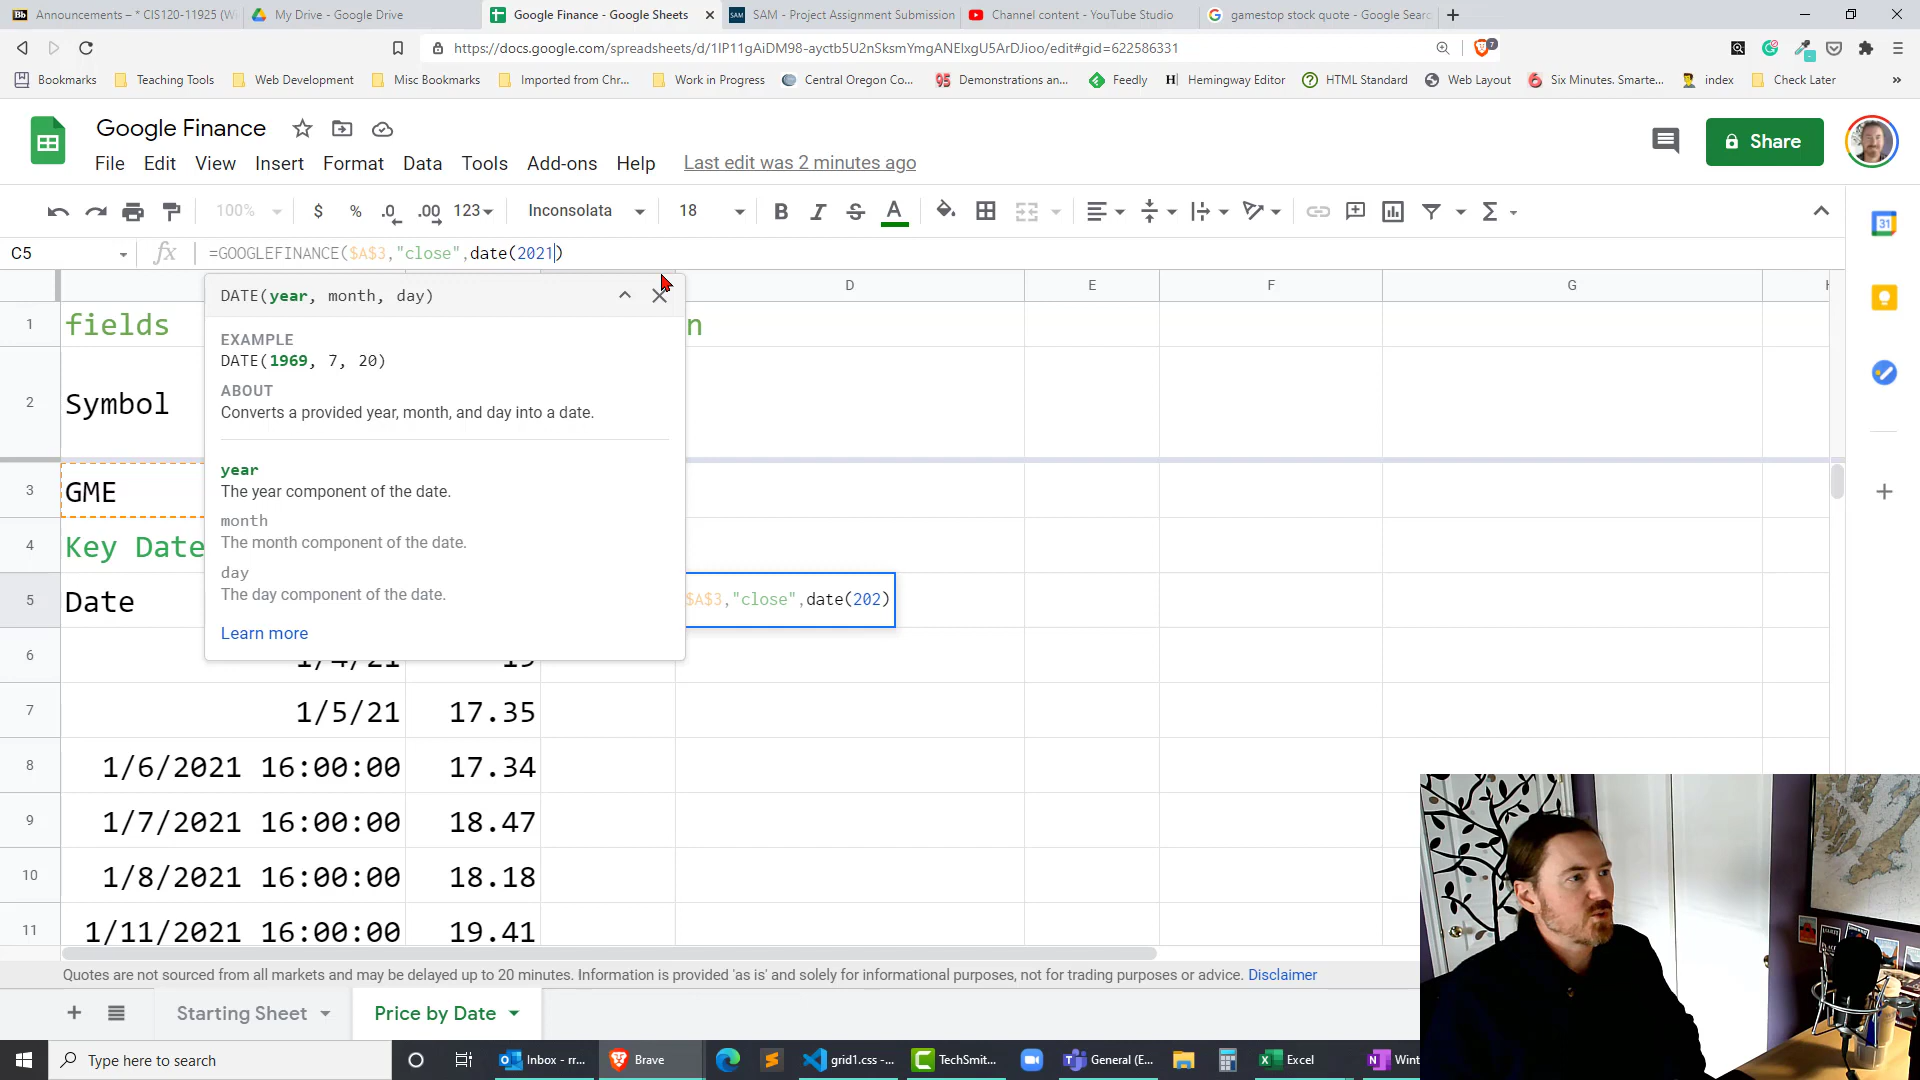 Announcements – * CIS120-11925 (Wi
My Drive - Google Drive
Google Finance - Google Sheets
SAM - Project Assignment Submission
Channel content - YouTube Studio
gamestop stock quote - Google Searc
https://docs.google.com/spreadsheets/d/1IP11gAiDM98-ayctb5U2nSksmYmgANEIxgU5ArDJioo/edit#gid=622586331
7
Bookmarks
Teaching Tools
Web Development
Misc Bookmarks
Imported from Chr...
Work in Progress
Central Oregon Co...
Demonstrations an...
Feedly
Hemingway Editor
HTML Standard
Web Layout
Six Minutes. Smarte...
index
Check Later
Google Finance
File Edit View Insert Format Data Tools Add-ons Help Last edit was 2 minutes ago
Share
100% $ % .0 .00 123 Inconsolata 18 B I S A
C5
fx
=GOOGLEFINANCE($A$3,"close",date(2021)
DATE(year, month, day)
EXAMPLE
DATE(1969, 7, 20)
ABOUT
Converts a provided year, month, and day into a date.
year
The year component of the date.
month
The month component of the date.
day
The day component of the date.
Learn more
D E F G
1 fields n
2 Symbol
3 GME
4 Key Date
5 Date $A$3,"close",date(202)
6 1/4/21 19
7 1/5/21 17.35
8 1/6/2021 16:00:00 17.34
9 1/7/2021 16:00:00 18.47
10 1/8/2021 16:00:00 18.18
11 1/11/2021 16:00:00 19.41
Quotes are not sourced from all markets and may be delayed up to 20 minutes. Information is provided 'as is' and solely for informational purposes, not for trading purposes or advice. Disclaimer
Starting Sheet
Price by Date
Type here to search
Inbox - rr...
Brave
grid1.css -...
TechSmit...
General (E...
Excel
Wint